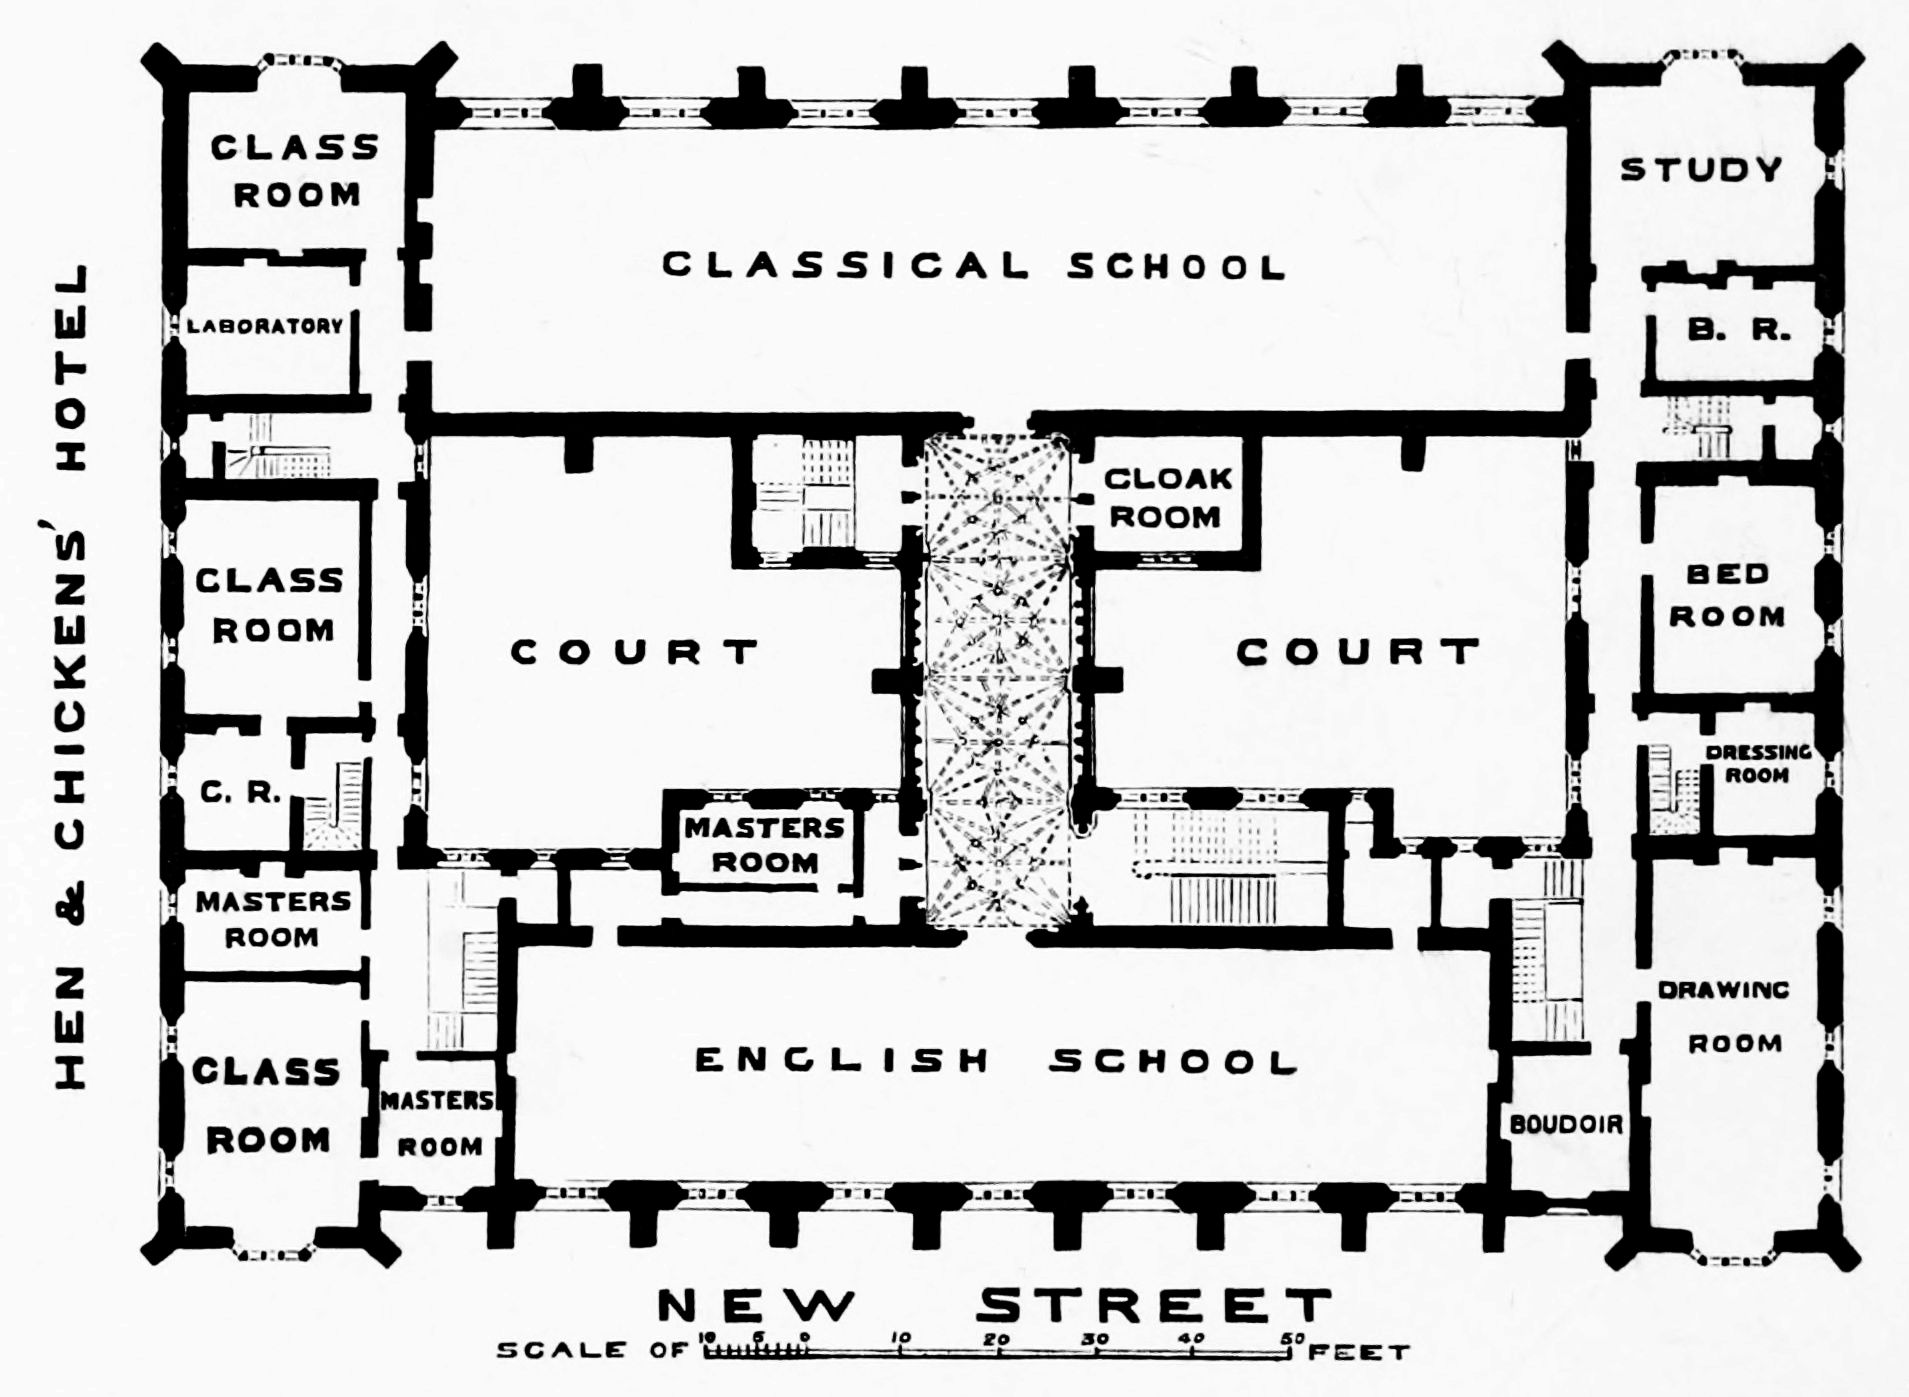 CLASS
ROOM
CLASSICAL SCHOOL
STUDY
LABORATORY
B. R.
CLOAK
ROOM
CLASS
ROOM
COURT
COURT
BED
ROOM
DRESSING
ROOM
C. R.
MASTERS
ROOM
MASTERS
ROOM
DRAWING
ROOM
CLASS
ROOM
ENGLISH SCHOOL
MASTERS
ROOM
BOUDOIR
HEN & CHICKENS' HOTEL
NEW STREET
SCALE OF 10 5 0 10 20 30 40 50 FEET